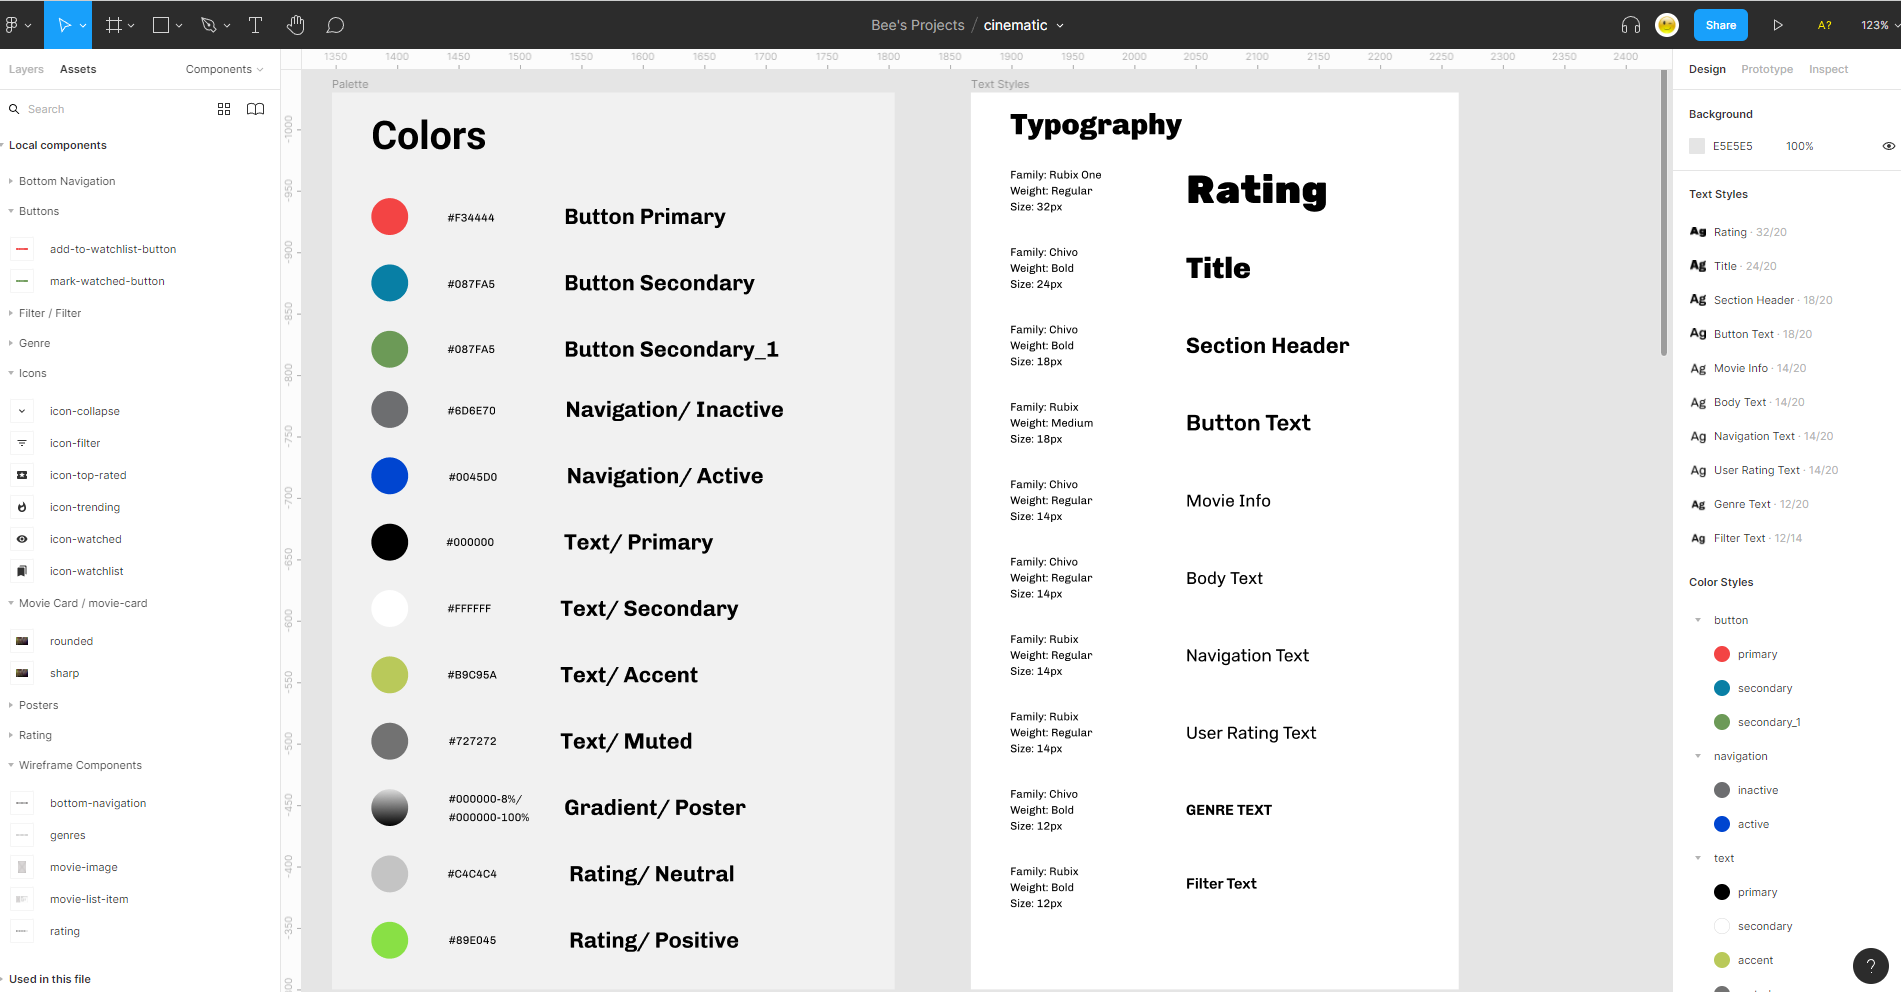 Bee's Projects / cinematic
Share
A?
123%
Layers
Assets
Components
Search
Local components
Bottom Navigation
Buttons
add-to-watchlist-button
mark-watched-button
Filter / Filter
Genre
Icons
icon-collapse
icon-filter
icon-top-rated
icon-trending
icon-watched
icon-watchlist
Movie Card / movie-card
rounded
sharp
Posters
Rating
Wireframe Components
bottom-navigation
genres
movie-image
movie-list-item
rating
Used in this file
1350 1400 1450 1500 1550 1600 1650 1700 1750 1800 1850 1900 1950 2000 2050 2100 2150 2200 2250 2300 2350 2400
-1000
-950
-900
-850
-800
-750
-700
-650
-600
-550
-500
-450
-400
-350
Palette
Colors
#F34444 Button Primary
#087FA5 Button Secondary
#087FA5 Button Secondary_1
#6D6E70 Navigation/ Inactive
#0045D0 Navigation/ Active
#000000 Text/ Primary
#FFFFFF Text/ Secondary
#B9C95A Text/ Accent
#727272 Text/ Muted
#000000-8%/
#000000-100%
Gradient/ Poster
#C4C4C4 Rating/ Neutral
#89E045 Rating/ Positive
Text Styles
Typography
Family: Rubix One
Weight: Regular
Size: 32px
Rating
Family: Chivo
Weight: Bold
Size: 24px
Title
Family: Chivo
Weight: Bold
Size: 18px
Section Header
Family: Rubix
Weight: Medium
Size: 18px
Button Text
Family: Chivo
Weight: Regular
Size: 14px
Movie Info
Family: Chivo
Weight: Regular
Size: 14px
Body Text
Family: Rubix
Weight: Regular
Size: 14px
Navigation Text
Family: Rubix
Weight: Regular
Size: 14px
User Rating Text
Family: Chivo
Weight: Bold
Size: 12px
GENRE TEXT
Family: Rubix
Weight: Bold
Size: 12px
Filter Text
Design
Prototype
Inspect
Background
E5E5E5 100%
Text Styles
Ag Rating · 32/20
Ag Title · 24/20
Ag Section Header · 18/20
Ag Button Text · 18/20
Ag Movie Info · 14/20
Ag Body Text · 14/20
Ag Navigation Text · 14/20
Ag User Rating Text · 14/20
Ag Genre Text · 12/20
Ag Filter Text · 12/14
Color Styles
button
primary
secondary
secondary_1
navigation
inactive
active
text
primary
secondary
accent
?